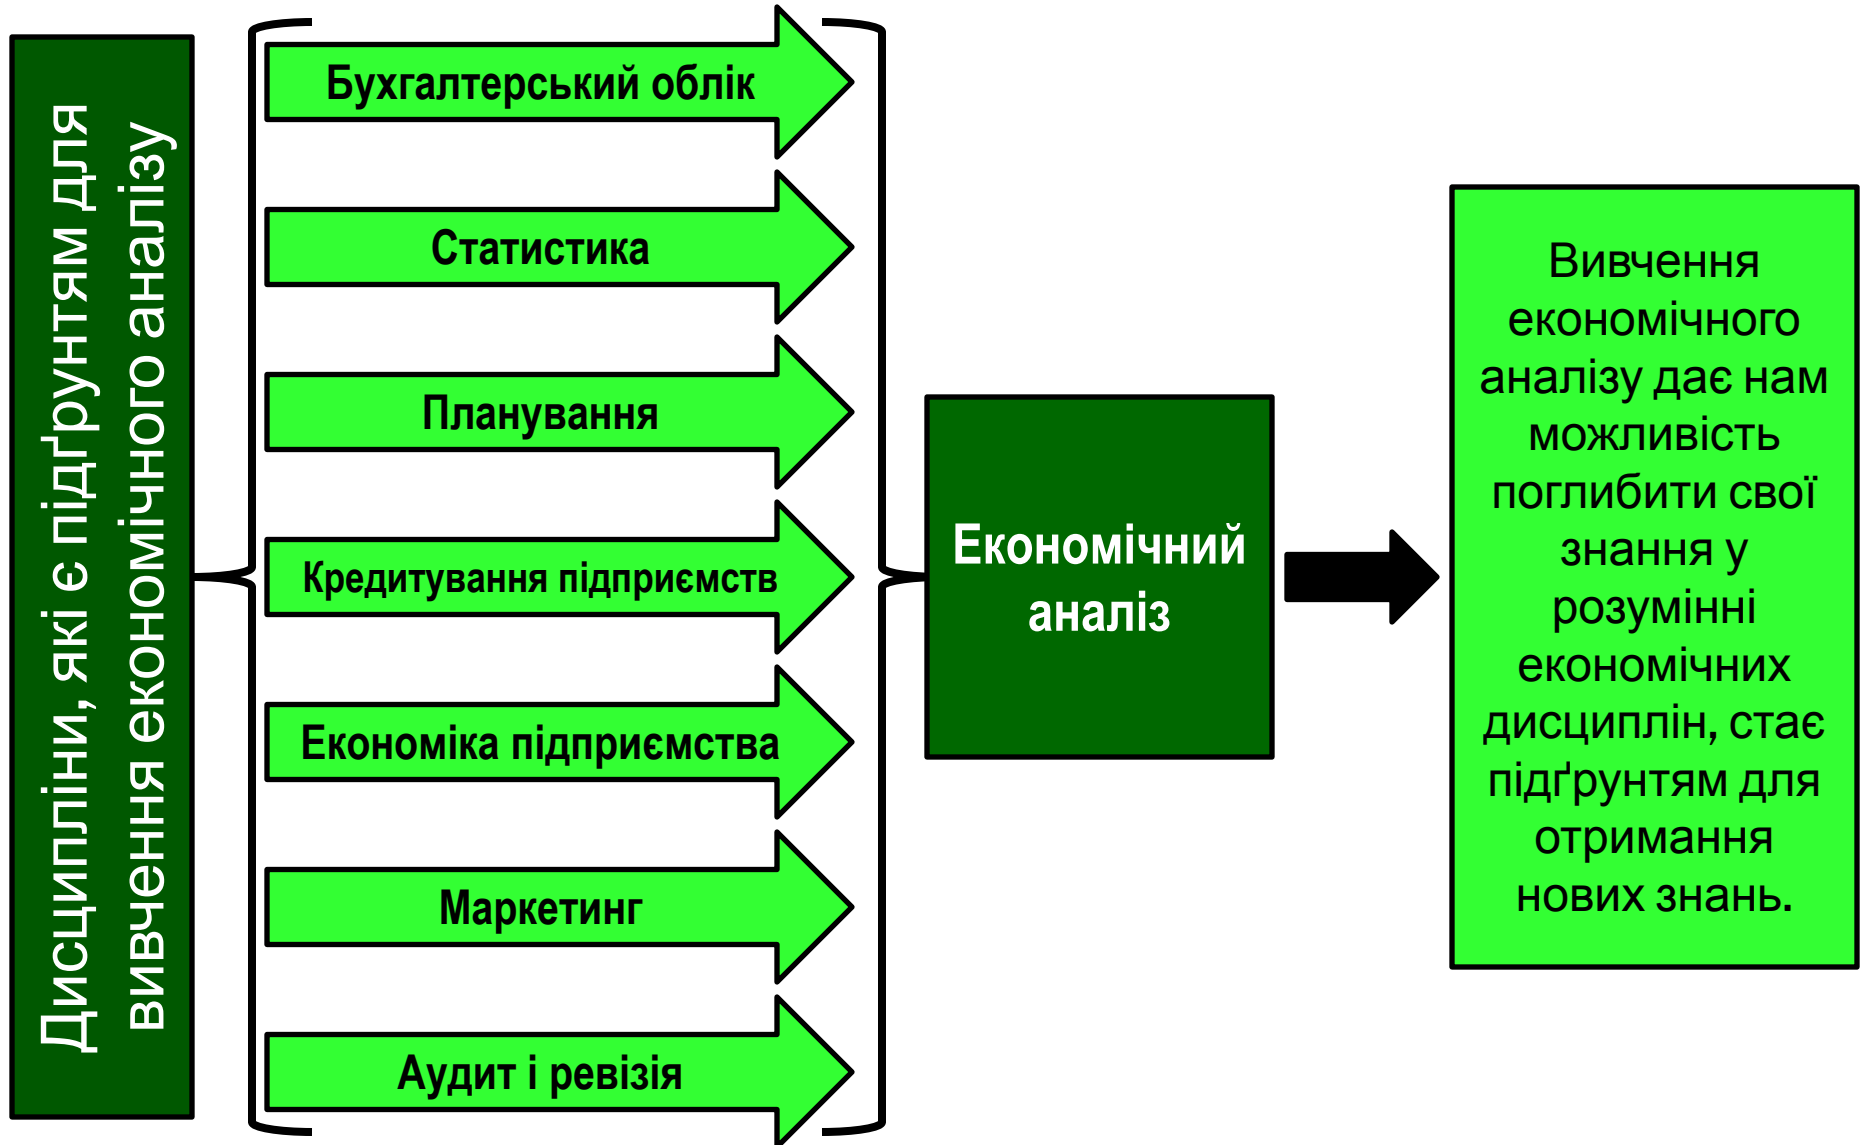 Дисципліни, які є підґрунтям для
вивчення економічного аналізу
Бухгалтерський облік
Статистика
Планування
Кредитування підприємств
Економіка підприємства
Маркетинг
Аудит і ревізія
Економічний
аналіз
Вивчення
економічного
аналізу дає нам
можливість
поглибити свої
знання у
розумінні
економічних
дисциплін, стає
підґрунтям для
отримання
нових знань.